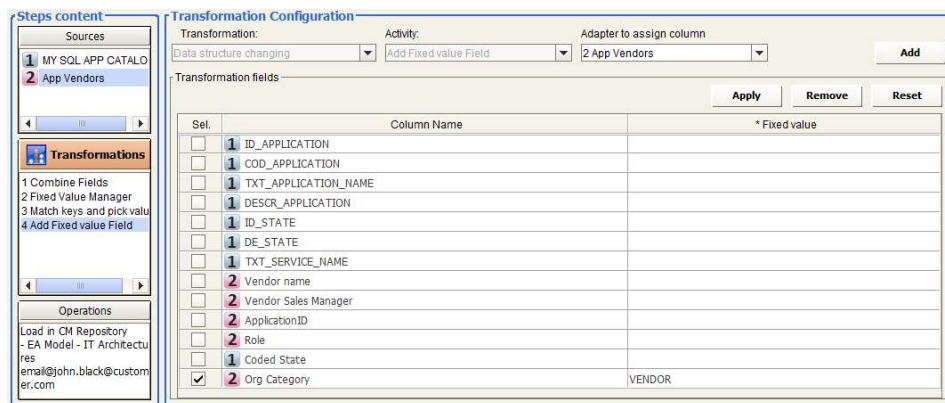 Steps content
Sources
1 MY SQL APP CATALO
2 App Vendors
Transformations
1 Combine Fields
2 Fixed Value Manager
3 Match keys and pick valu
4 Add Fixed value Field
Operations
Load in CM Repository
- EA Model - IT Architectu
res
email@john.black@custom
er.com
Transformation Configuration
Transformation: Activity: Adapter to assign column
Data structure changing Add Fixed value Field 2 App Vendors Add
Transformation fields
Apply Remove Reset
Sel. Column Name * Fixed value
1 ID_APPLICATION
1 COD_APPLICATION
1 TXT_APPLICATION_NAME
1 DESCR_APPLICATION
1 ID_STATE
1 DE_STATE
1 TXT_SERVICE_NAME
2 Vendor name
2 Vendor Sales Manager
2 ApplicationID
2 Role
1 Coded State
2 Org Category VENDOR